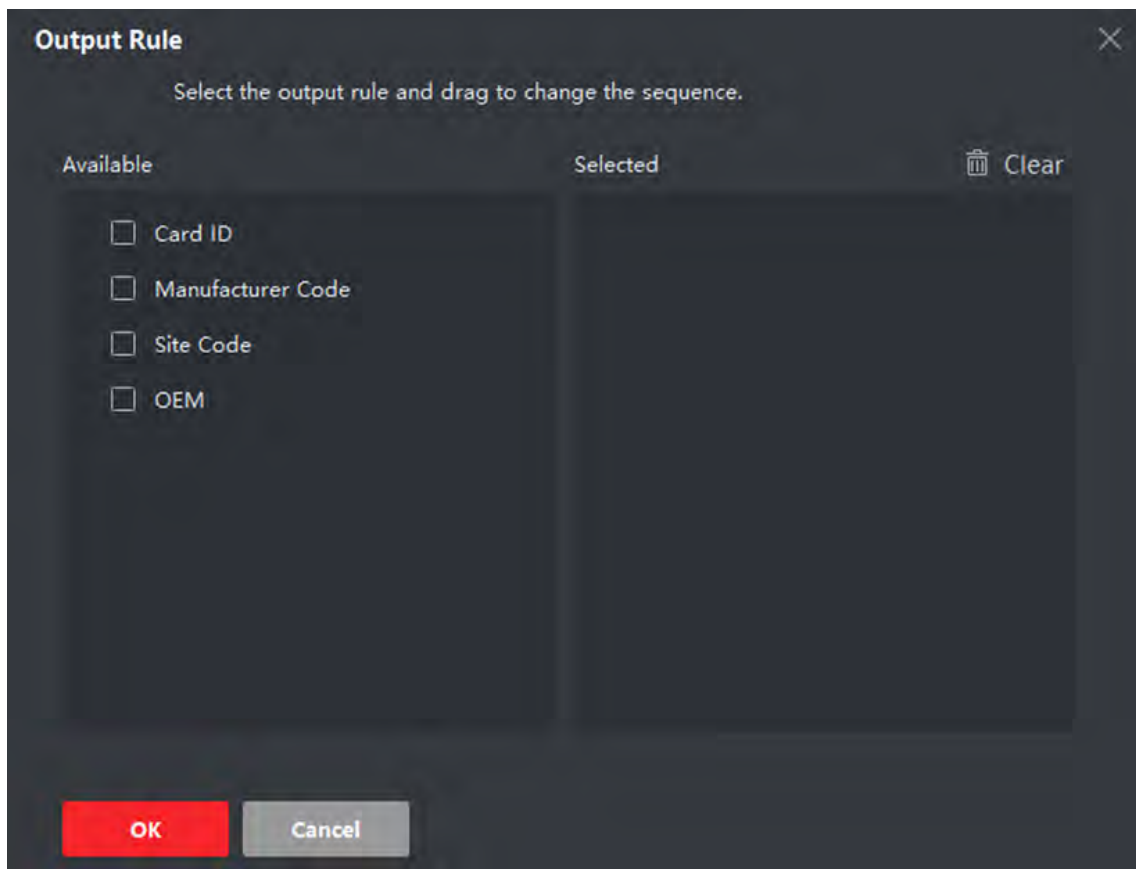 Output Rule
Select the output rule and drag to change the sequence.
Available
Selected
Clear
Card ID
Manufacturer Code
Site Code
OEM
OK
Cancel